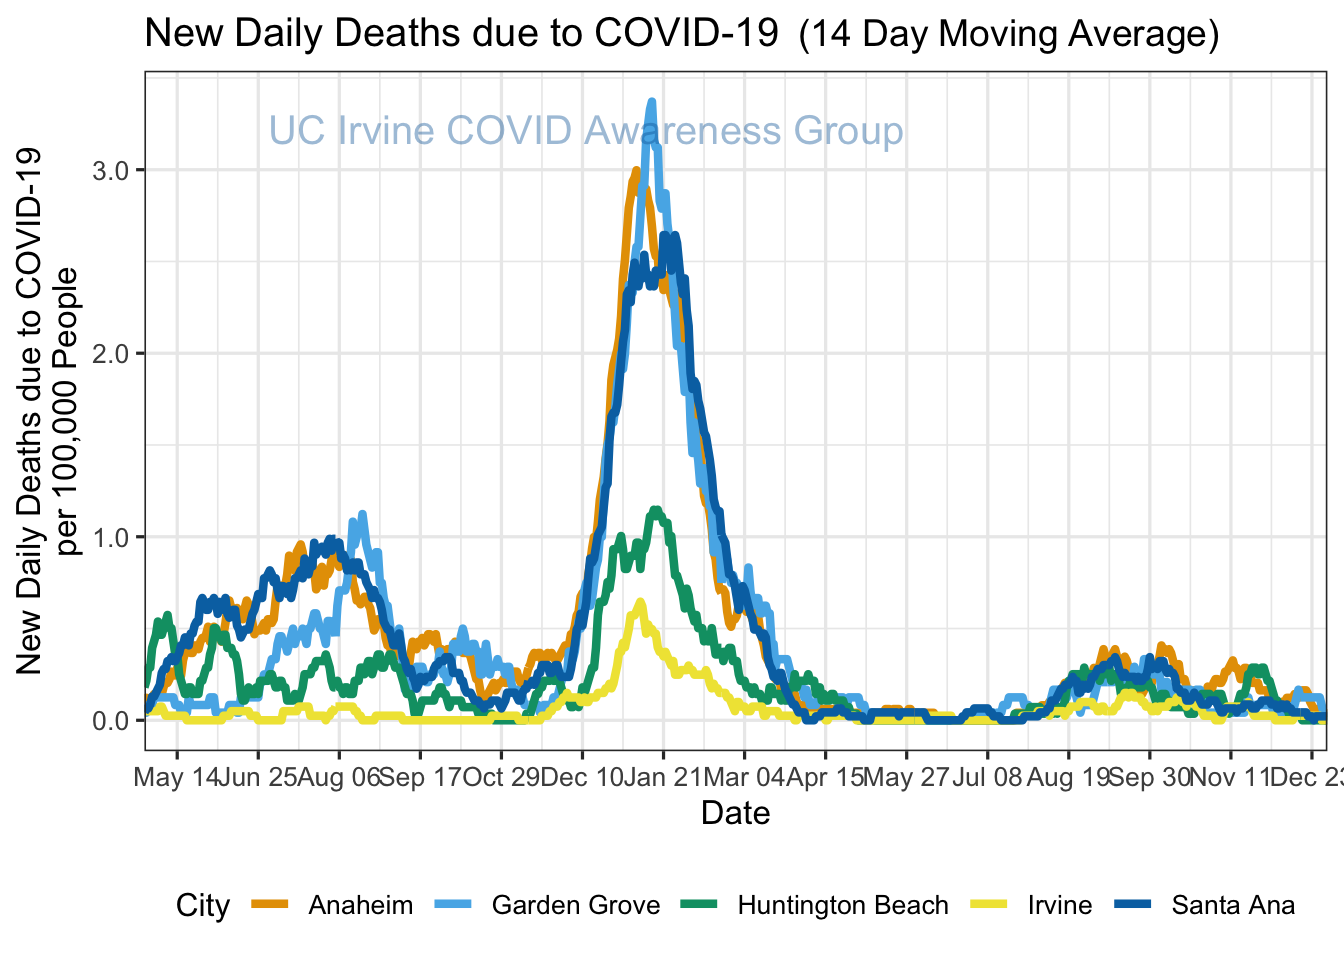 New Daily Deaths due to COVID-19 (14 Day Moving Average)
UC Irvine COVID Awareness Group
New Daily Deaths due to COVID-19
per 100,000 People
3.0
2.0
1.0
0.0
May 14 Jun 25 Aug 06 Sep 17 Oct 29 Dec 10 Jan 21 Mar 04 Apr 15 May 27 Jul 08 Aug 19 Sep 30 Nov 11 Dec 23
Date
City Anaheim Garden Grove Huntington Beach Irvine Santa Ana